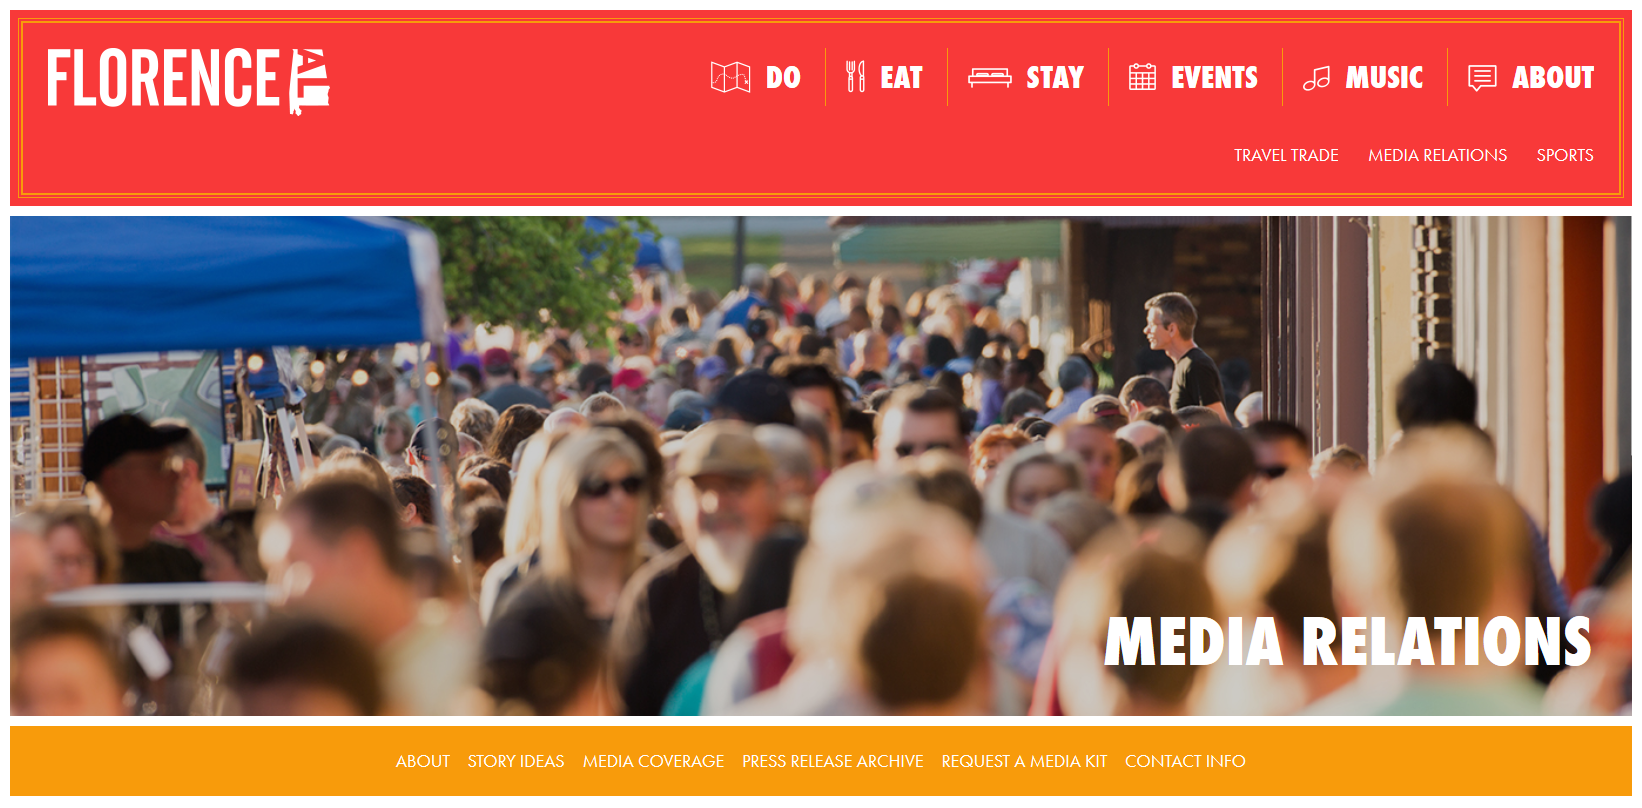 FLORENCE AL
DO EAT STAY EVENTS MUSIC ABOUT
TRAVEL TRADE MEDIA RELATIONS SPORTS
MEDIA RELATIONS
ABOUT STORY IDEAS MEDIA COVERAGE PRESS RELEASE ARCHIVE REQUEST A MEDIA KIT CONTACT INFO